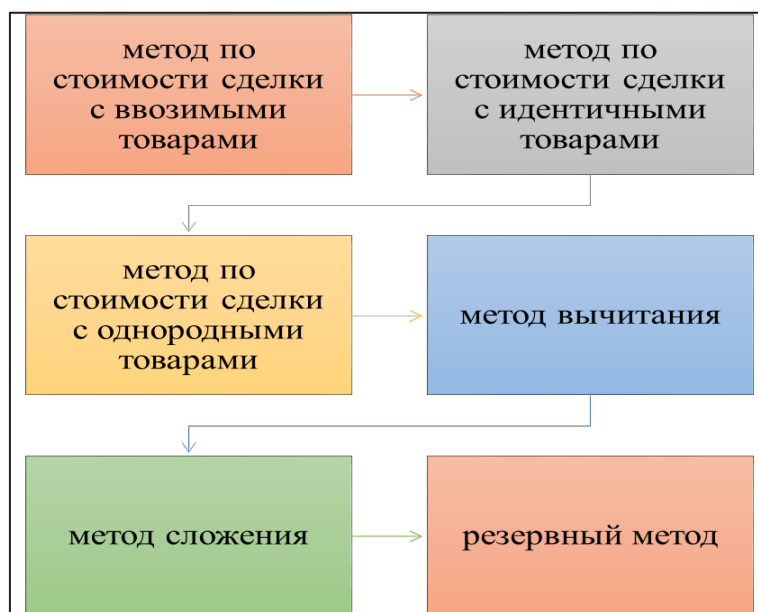 метод по
стоимости сделки
с ввозимыми
товарами
метод по
стоимости сделки
с идентичными
товарами
метод по
стоимости сделки
с однородными
товарами
метод вычитания
метод сложения
резервный метод